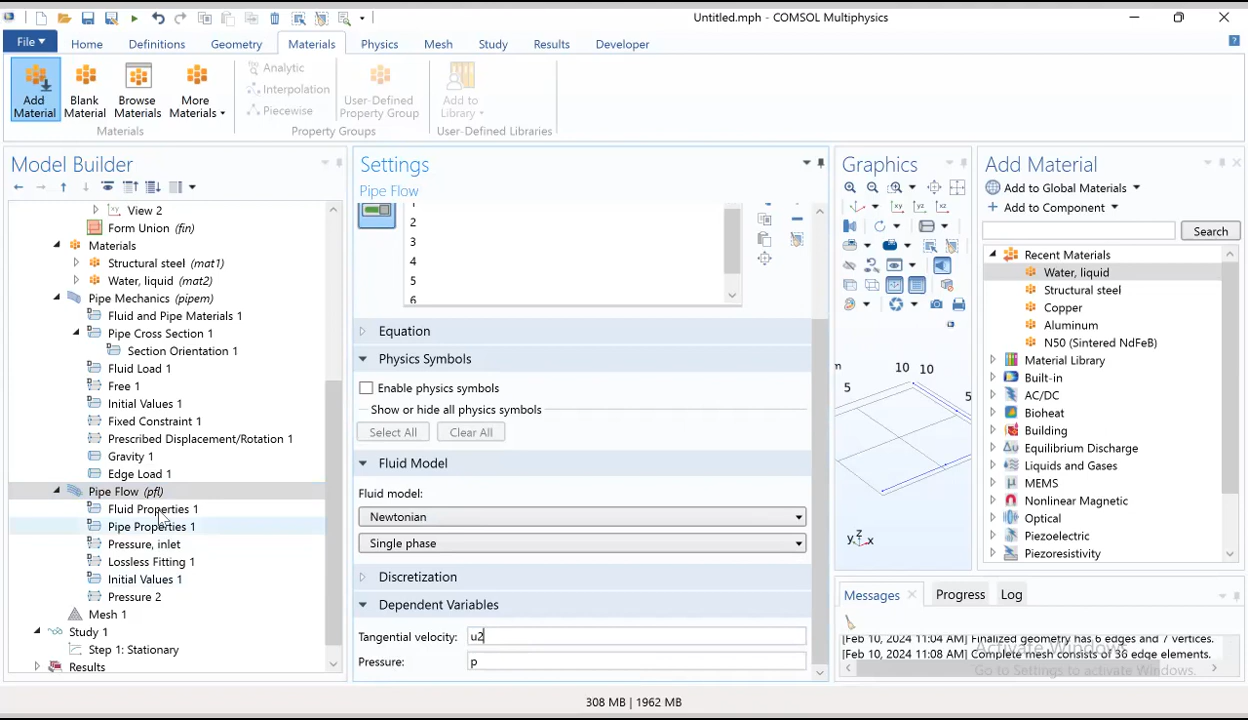 Untitled.mph - COMSOL Multiphysics
File
Home
Definitions
Geometry
Materials
Physics
Mesh
Study
Results
Developer
Add Material
Blank Material
Browse Materials
More Materials
Materials
Analytic
Interpolation
Piecewise
User-Defined Property Group
Property Groups
Add to Library
User-Defined Libraries
Model Builder
View 2
Form Union (fin)
Materials
Structural steel (mat1)
Water, liquid (mat2)
Pipe Mechanics (pipem)
Fluid and Pipe Materials 1
Pipe Cross Section 1
Section Orientation 1
Fluid Load 1
Free 1
Initial Values 1
Fixed Constraint 1
Prescribed Displacement/Rotation 1
Gravity 1
Edge Load 1
Pipe Flow (pfl)
Fluid Properties 1
Pipe Properties 1
Pressure, inlet
Lossless Fitting 1
Initial Values 1
Pressure 2
Mesh 1
Study 1
Step 1: Stationary
Results
Settings
Pipe Flow
2
3
4
5
6
Equation
Physics Symbols
Enable physics symbols
Show or hide all physics symbols
Select All
Clear All
Fluid Model
Fluid model:
Newtonian
Single phase
Discretization
Dependent Variables
Tangential velocity: u2
Pressure: p
Graphics
m
10 10
5
5
y z x
Messages
Progress
Log
[Feb 10, 2024 11:04 AM] Finalized geometry has 6 edges and 7 vertices.
[Feb 10, 2024 11:08 AM] Complete mesh consists of 36 edge elements.
Activate Windows
Go to Settings to activate Windows.
Add Material
Add to Global Materials
Add to Component
Search
Recent Materials
Water, liquid
Structural steel
Copper
Aluminum
N50 (Sintered NdFeB)
Material Library
Built-in
AC/DC
Bioheat
Building
Equilibrium Discharge
Liquids and Gases
MEMS
Nonlinear Magnetic
Optical
Piezoelectric
Piezoresistivity
308 MB | 1962 MB